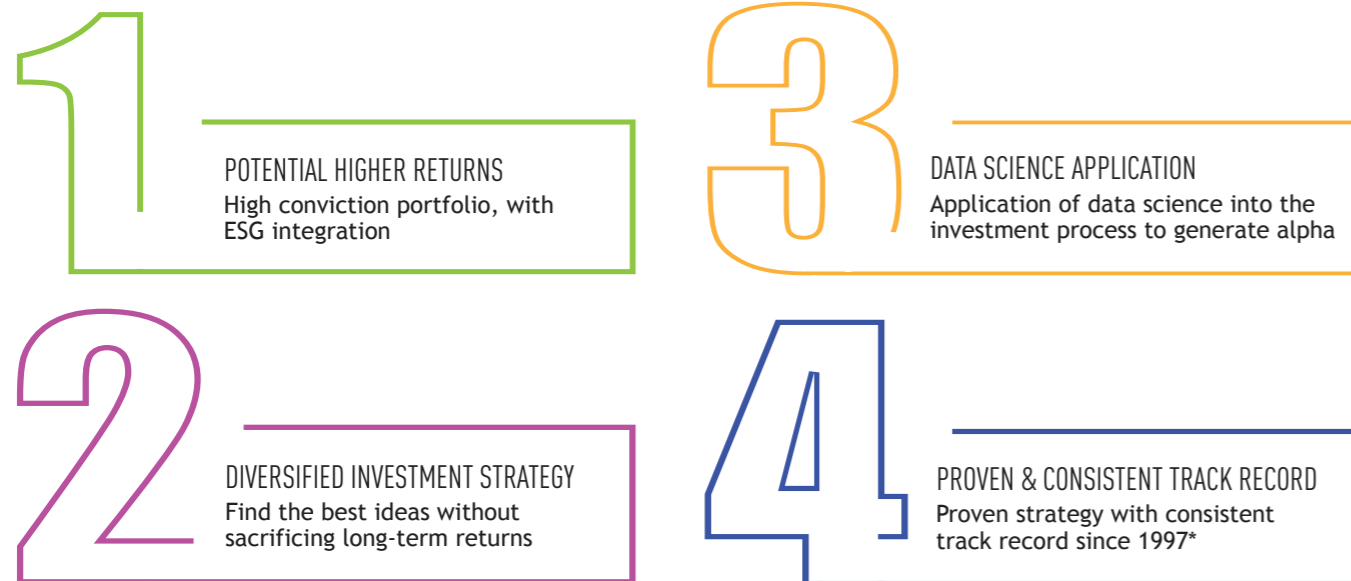 1
POTENTIAL HIGHER RETURNS
High conviction portfolio, with
ESG integration
2
DIVERSIFIED INVESTMENT STRATEGY
Find the best ideas without
sacrificing long-term returns
3
DATA SCIENCE APPLICATION
Application of data science into the
investment process to generate alpha
4
PROVEN & CONSISTENT TRACK RECORD
Proven strategy with consistent
track record since 1997*